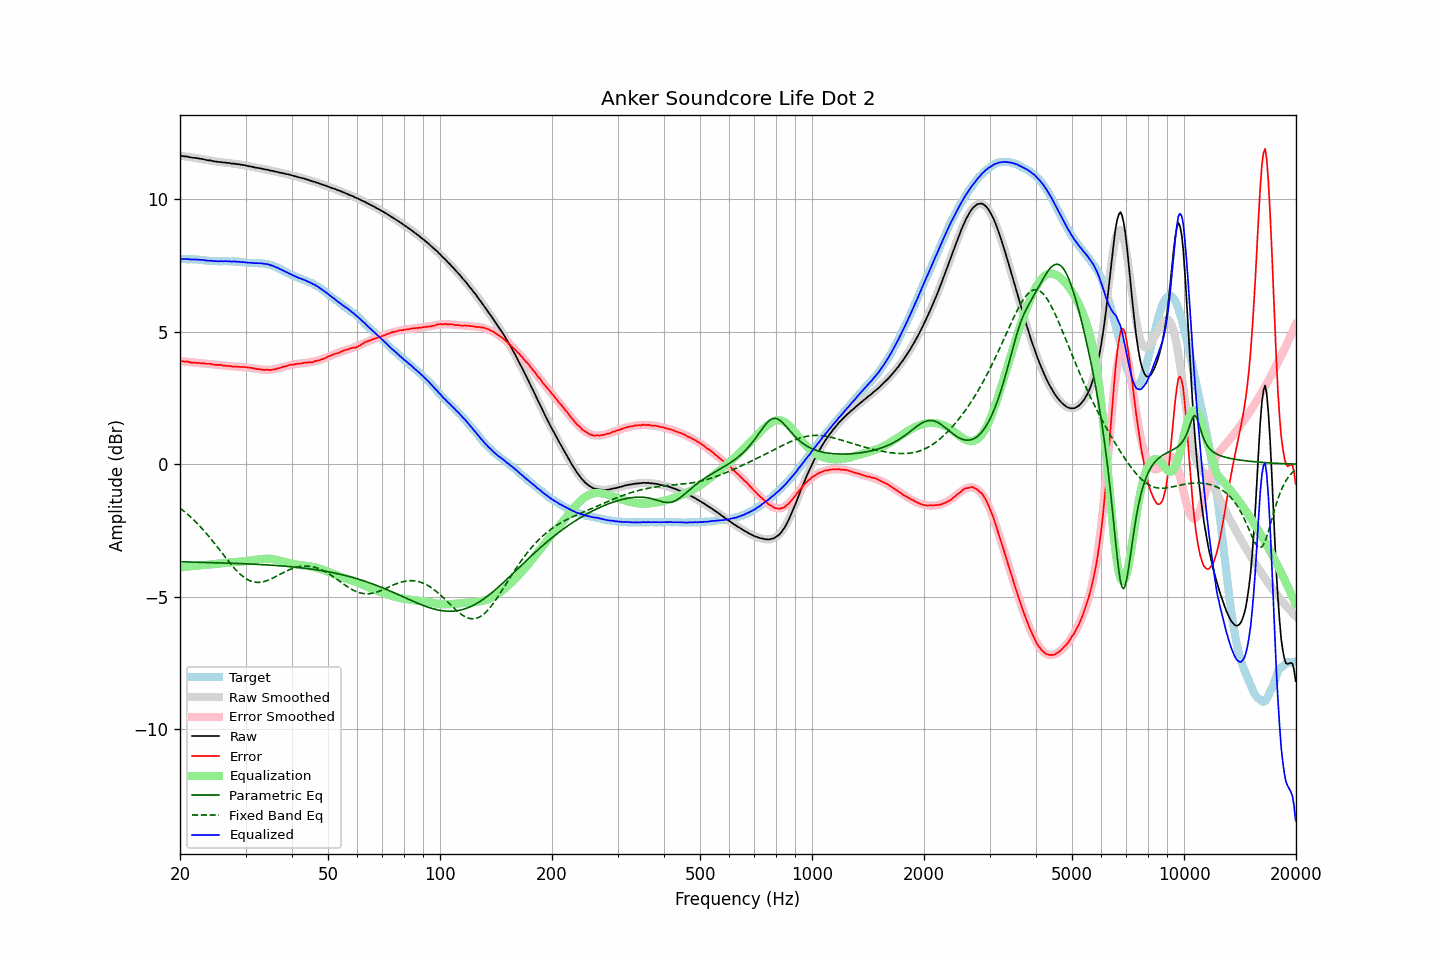 Anker Soundcore Life Dot 2
Amplitude (dBr)
10
5
0
−5
−10
Target
Raw Smoothed
Error Smoothed
Raw
Error
Equalization
Parametric Eq
Fixed Band Eq
Equalized
20 50 100 200 500 1000 2000 5000 10000 20000
Frequency (Hz)